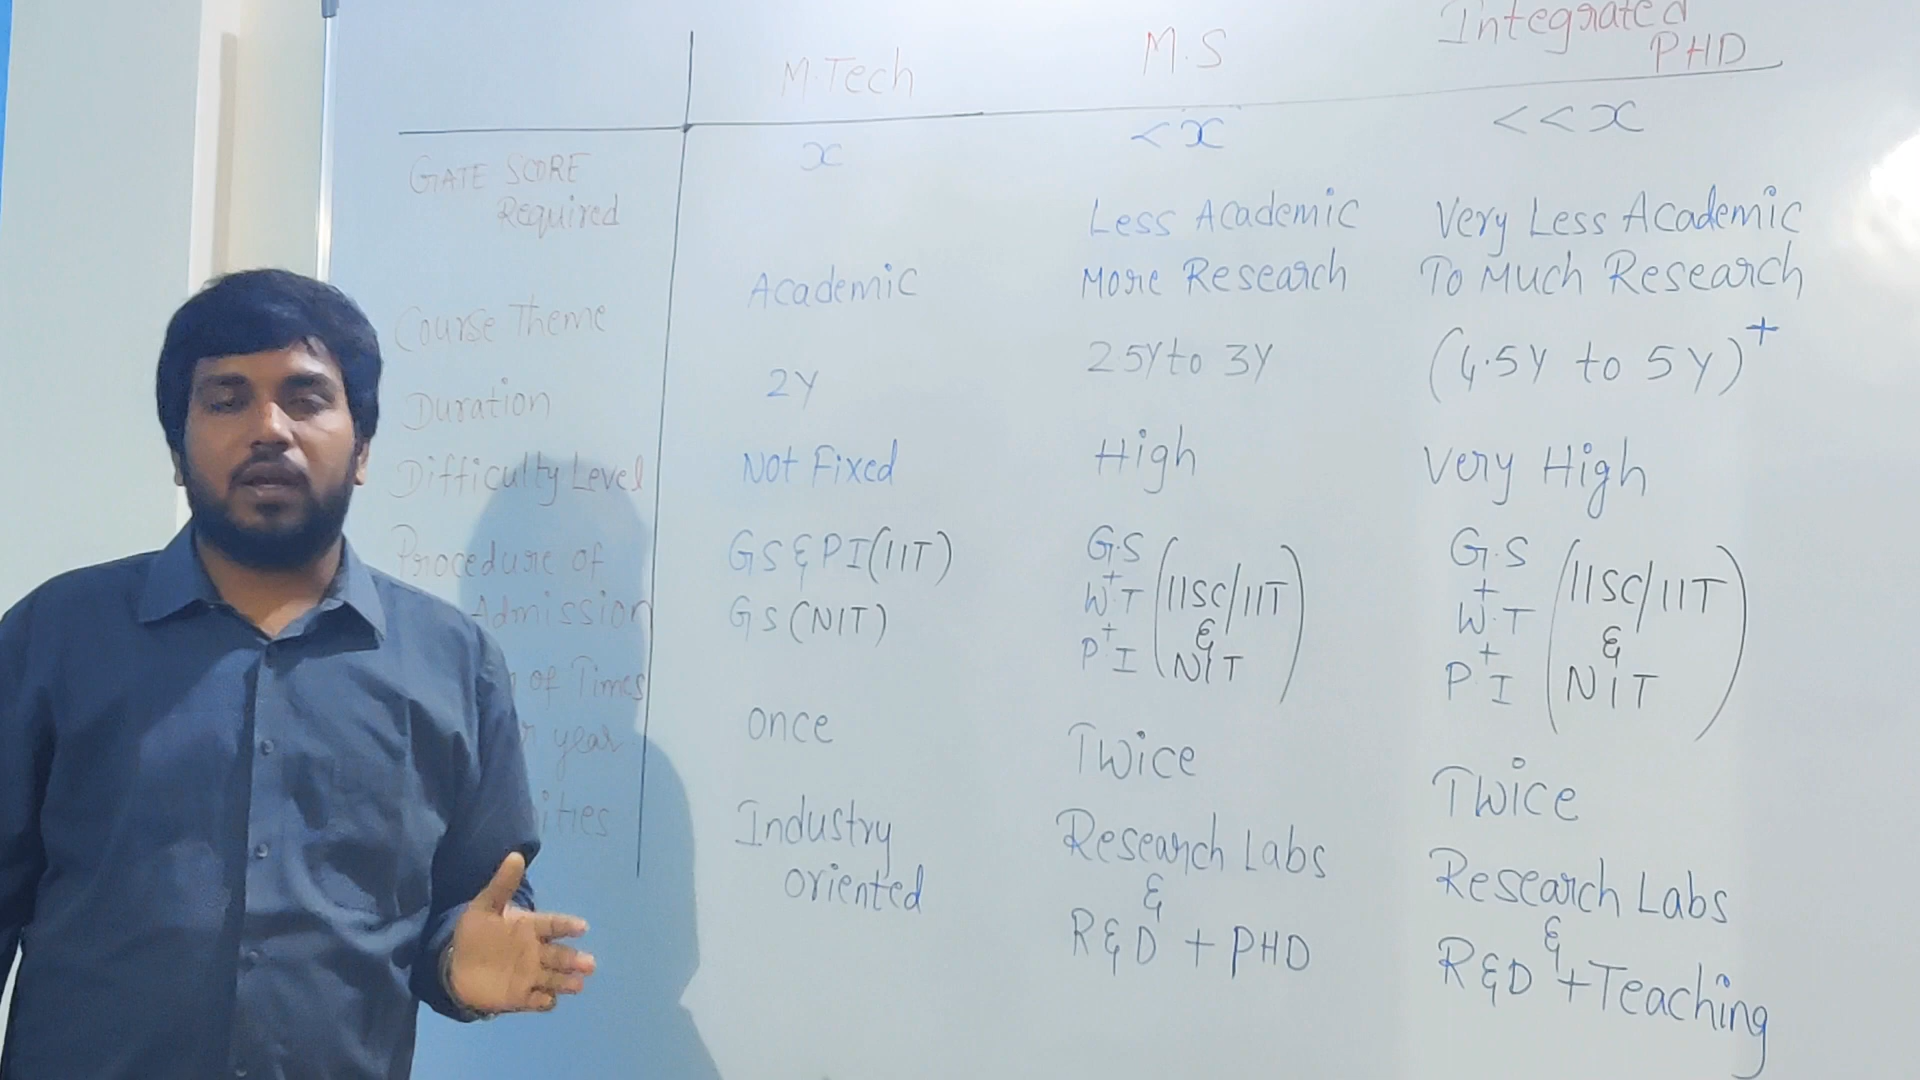 M.Tech
M.S
Integrated
PHD
GATE SCORE
Required
x
< x
<< x
Course Theme
Academic
Less Academic
More Research
Very Less Academic
To Much Research
Duration
2Y
2.5Y to 3Y
(4.5Y to 5Y)+
Difficulty Level
Not Fixed
High
Very High
Procedure of
Admission
GS & PI (IIT)
GS (NIT)
G.S
+
W.T
+
P.I
(IISC/IIT
&
NIT)
G.S
+
W.T
+
P.I
(IISC/IIT
&
NIT)
of Times
year
once
Twice
Twice
Industry
oriented
Research Labs
&
R&D + PHD
Research Labs
&
R&D + Teaching